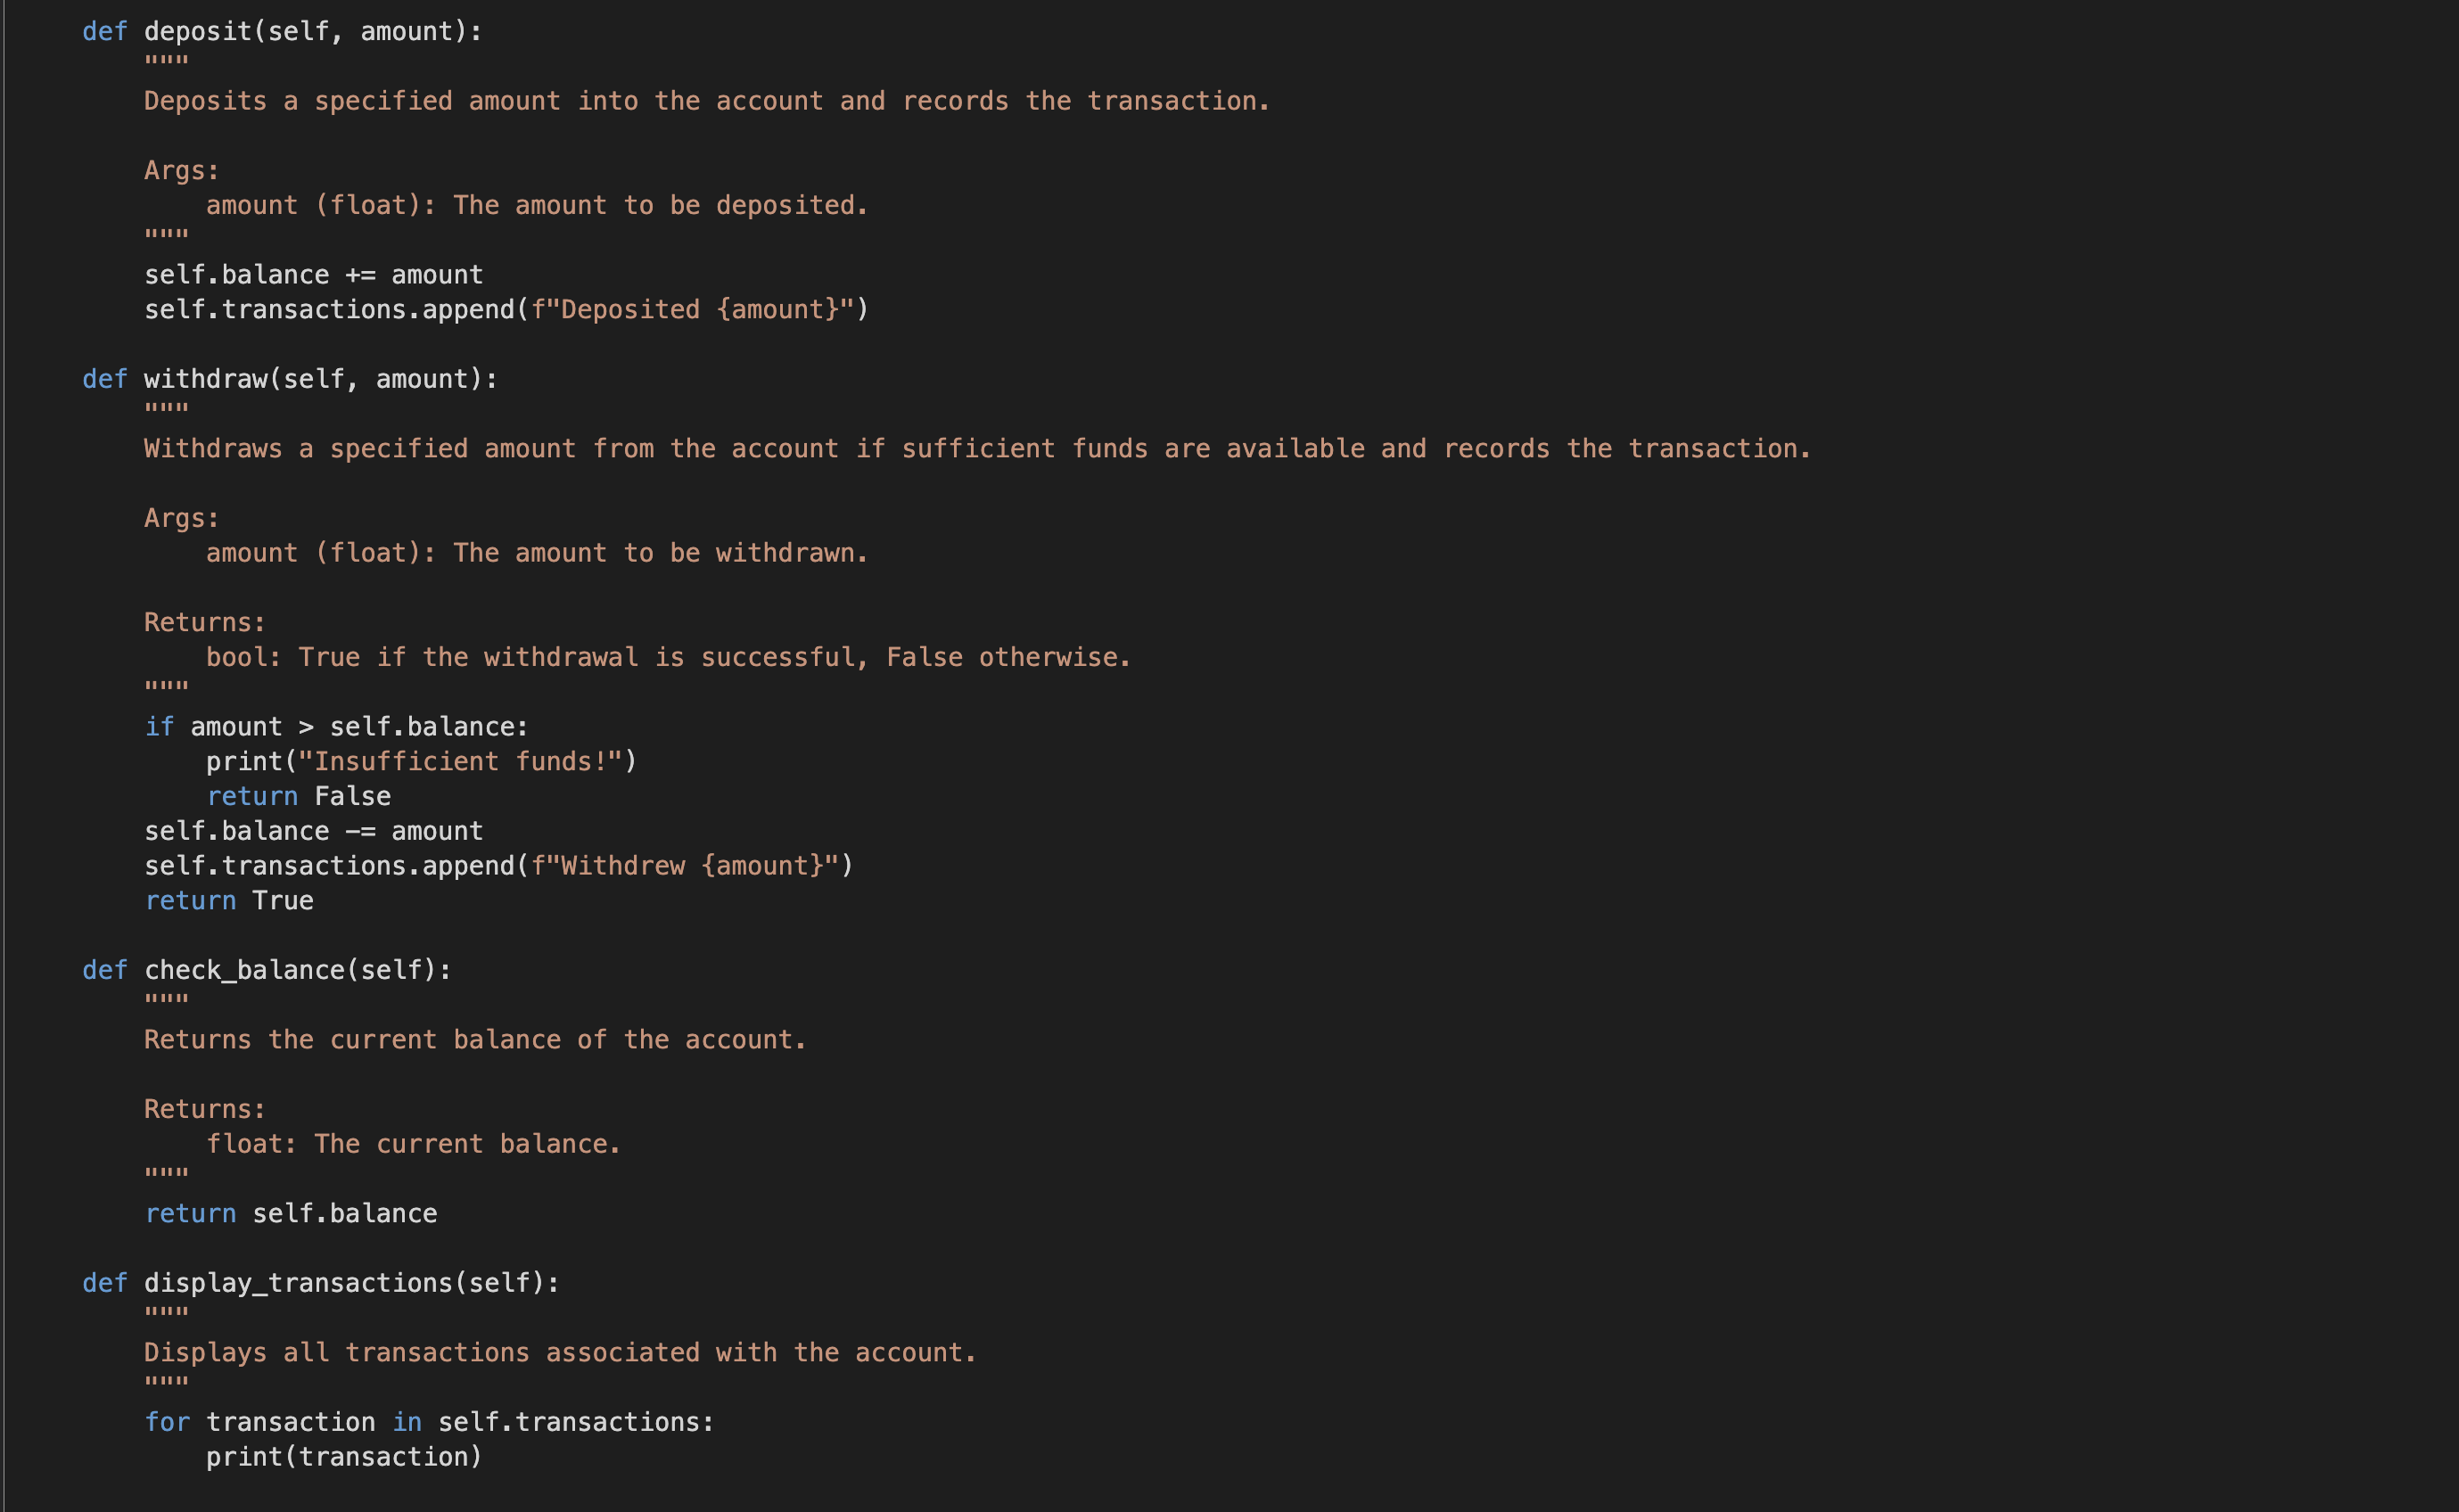 def deposit(self, amount):
"""
Deposits a specified amount into the account and records the transaction.
Args:
amount (float): The amount to be deposited.
"""
self.balance += amount
self.transactions.append(f"Deposited {amount}")
def withdraw(self, amount):
"""
Withdraws a specified amount from the account if sufficient funds are available and records the transaction.
Args:
amount (float): The amount to be withdrawn.
Returns:
bool: True if the withdrawal is successful, False otherwise.
"""
if amount > self.balance:
print("Insufficient funds!")
return False
self.balance -= amount
self.transactions.append(f"Withdrew {amount}")
return True
def check_balance(self):
"""
Returns the current balance of the account.
Returns:
float: The current balance.
"""
return self.balance
def display_transactions(self):
"""
Displays all transactions associated with the account.
"""
for transaction in self.transactions:
print(transaction)